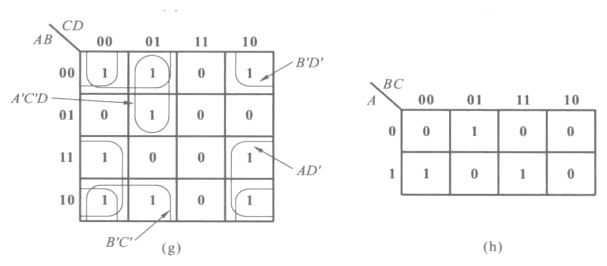 CD
AB
00 01 11 10
00 1 1 0 1 B'D'
A'C'D
01 0 1 0 0
11 1 0 0 1
AD'
10 1 1 0 1
B'C'
(g)
BC
A
00 01 11 10
0 0 1 0 0
1 1 0 1 0
(h)